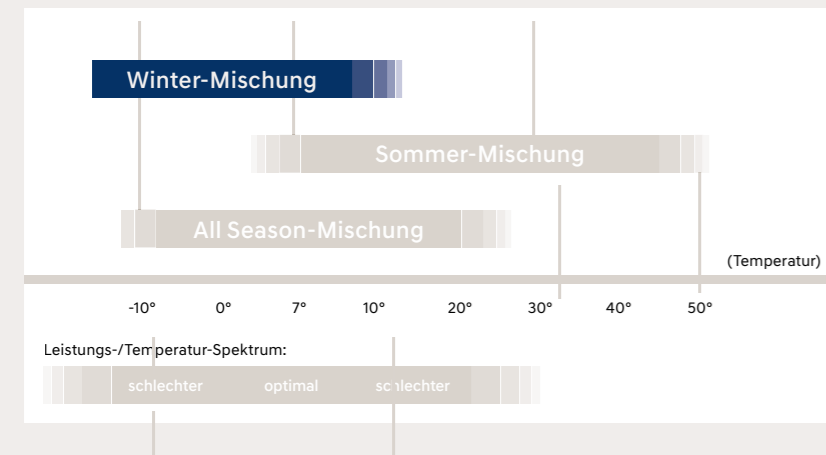 Winter-Mischung
Sommer-Mischung
All Season-Mischung
(Temperatur)
-10° 0° 7° 10° 20° 30° 40° 50°
Leistungs-/Temperatur-Spektrum:
schlechter optimal schlechter